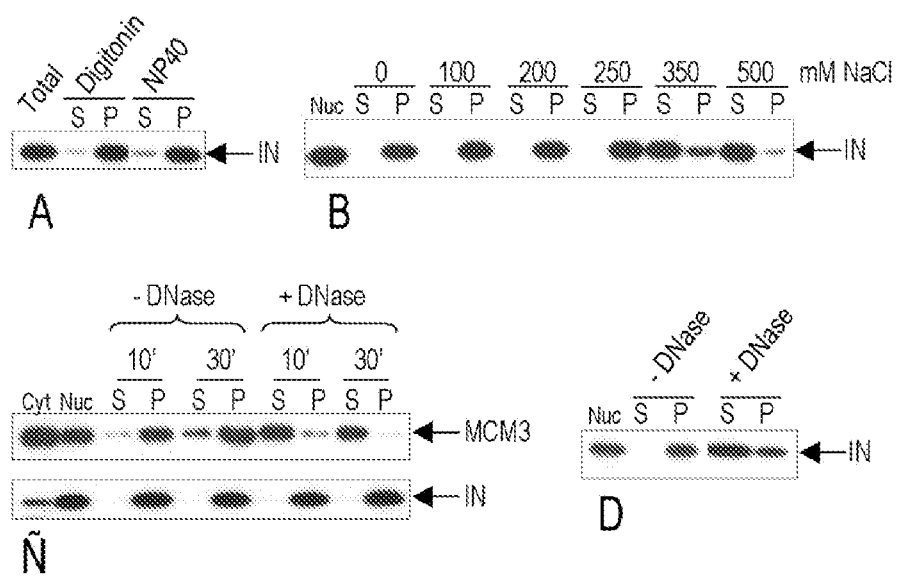 Total Digitonin NP40
S P S P
IN
A
0 100 200 250 350 500 mM NaCl
Nuc S P S P S P S P S P S P
IN
B
- DNase + DNase
10' 30' 10' 30'
Cyt Nuc S P S P S P S P
MCM3
IN
Ñ
- DNase + DNase
Nuc S P S P
IN
D